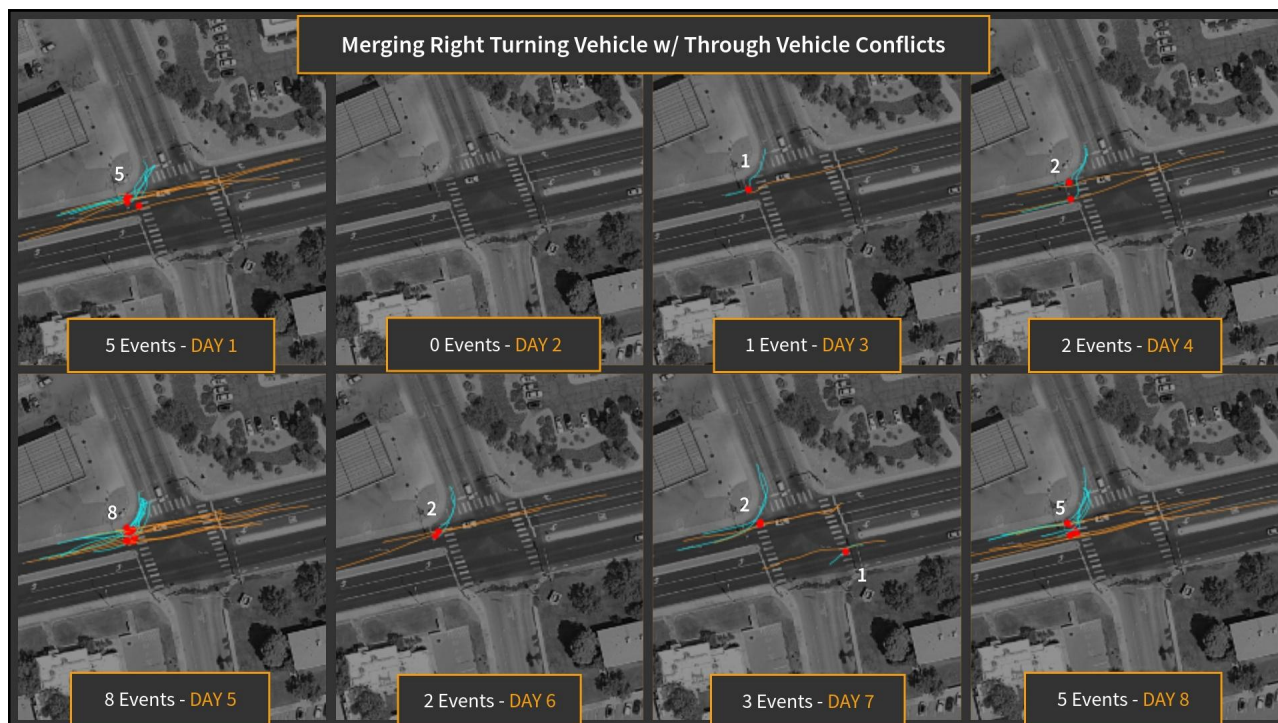 Merging Right Turning Vehicle w/ Through Vehicle Conflicts
5
1
2
5 Events - DAY 1
0 Events - DAY 2
1 Event - DAY 3
2 Events - DAY 4
8
2
2
1
5
8 Events - DAY 5
2 Events - DAY 6
3 Events - DAY 7
5 Events - DAY 8